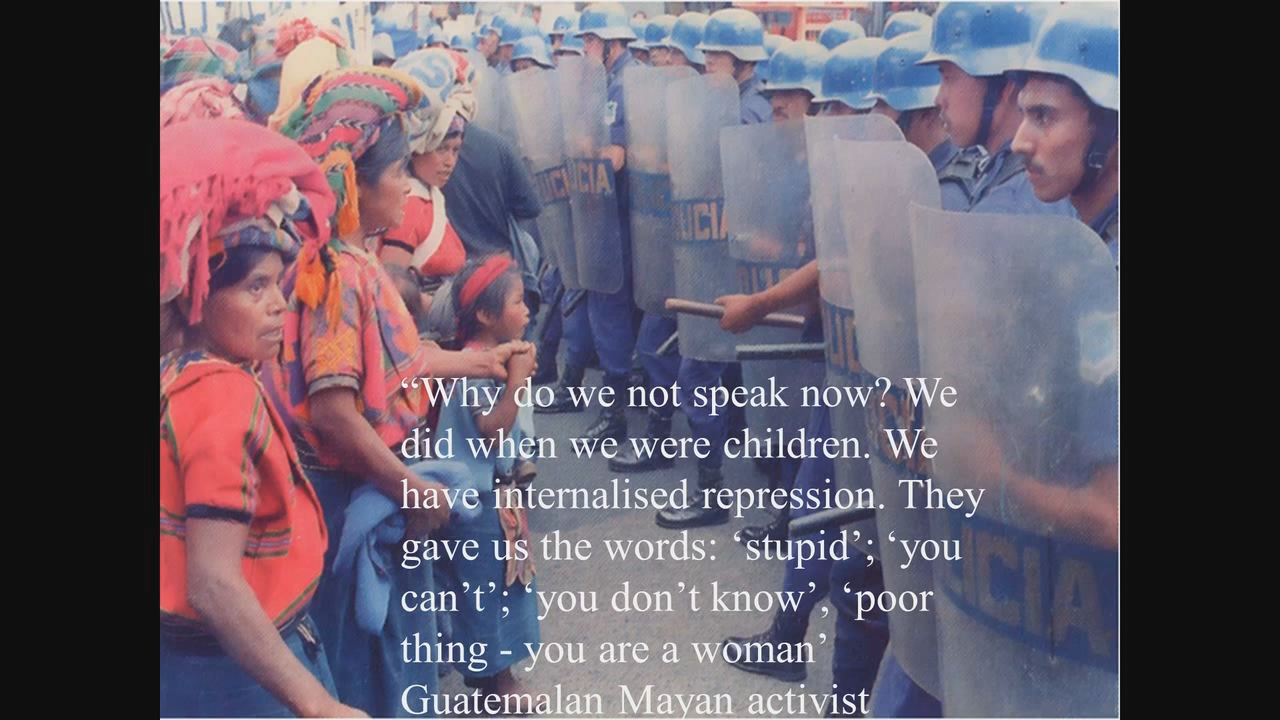 “Why do we not speak now? We
did when we were children. We
have internalised repression. They
gave us the words: ‘stupid’; ‘you
can’t’; ‘you don’t know’, ‘poor
thing - you are a woman’
Guatemalan Mayan activist
LICIA